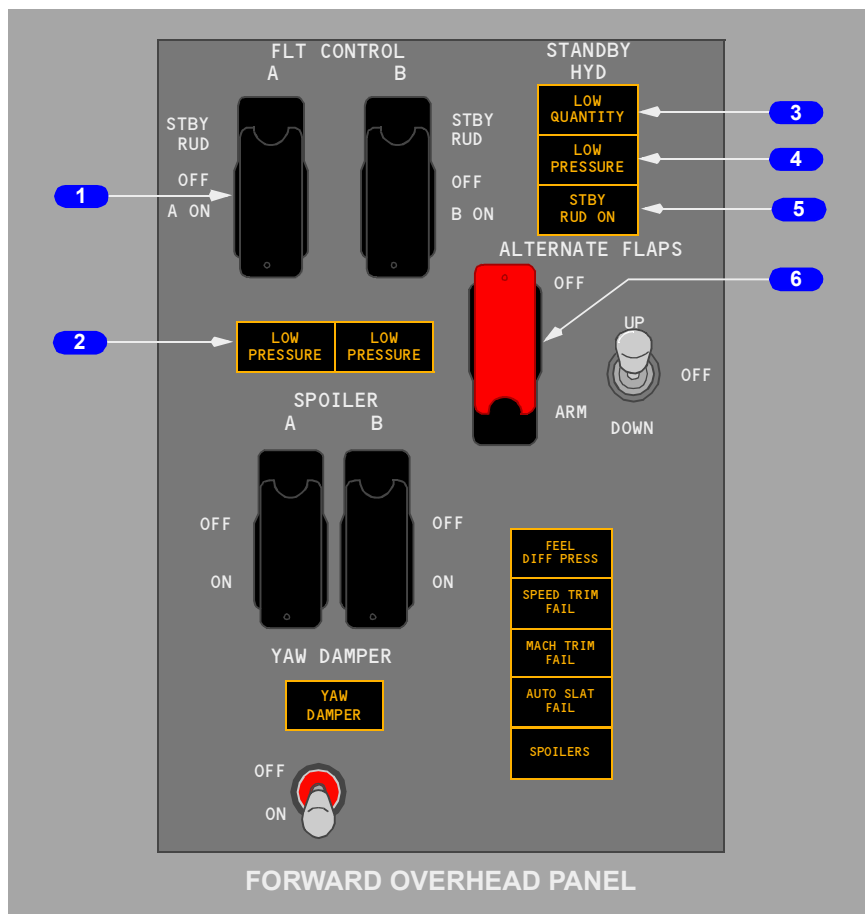 FLT CONTROL
A B
STANDBY
HYD
STBY
RUD
OFF
A ON
STBY
RUD
OFF
B ON
LOW
QUANTITY
LOW
PRESSURE
STBY
RUD ON
3
4
5
1
ALTERNATE FLAPS
OFF
ARM
6
UP
OFF
DOWN
2
LOW
PRESSURE
LOW
PRESSURE
SPOILER
A B
OFF
ON
OFF
ON
FEEL
DIFF PRESS
SPEED TRIM
FAIL
MACH TRIM
FAIL
AUTO SLAT
FAIL
SPOILERS
YAW DAMPER
YAW
DAMPER
OFF
ON
FORWARD OVERHEAD PANEL